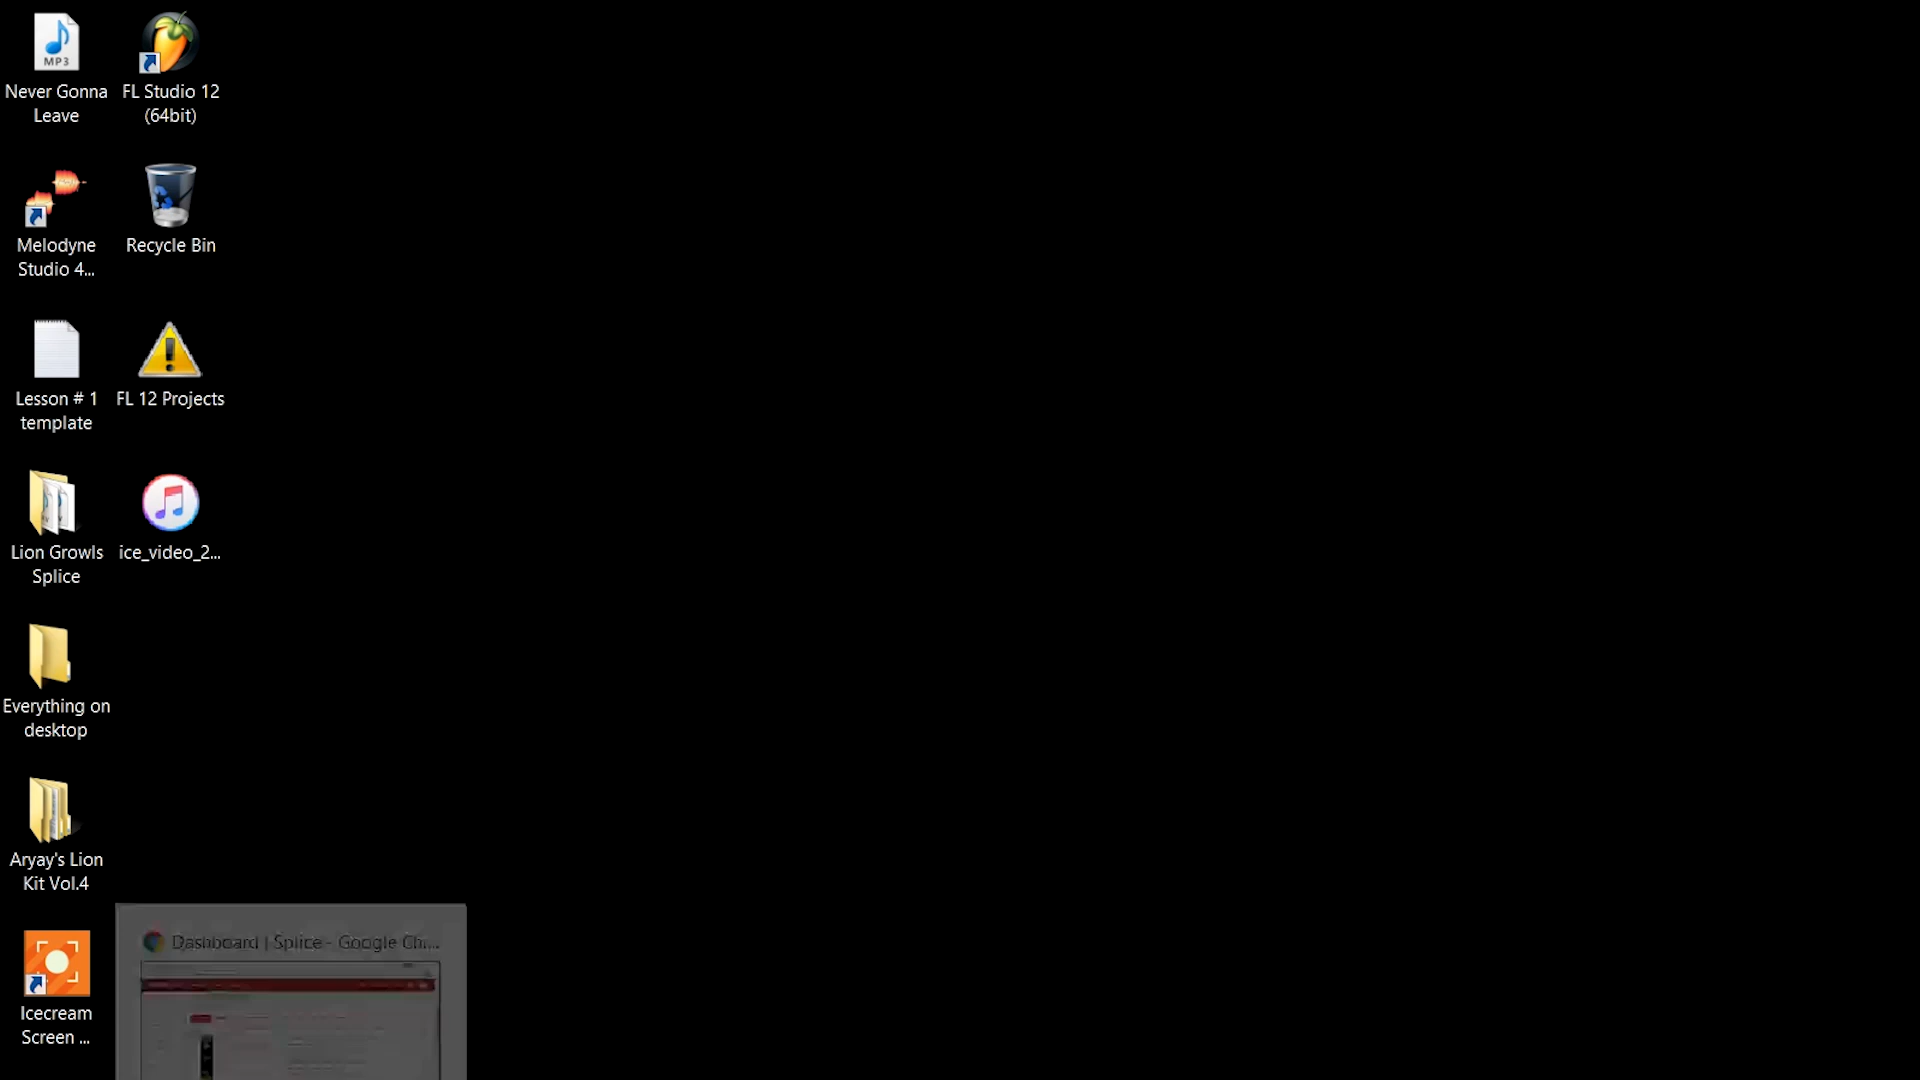 MP3
Never Gonna
Leave
FL Studio 12
(64bit)
Melodyne
Studio 4...
Recycle Bin
Lesson # 1
template
FL 12 Projects
Lion Growls
Splice
ice_video_2...
Everything on
desktop
Aryay's Lion
Kit Vol.4
Dashboard | Splice - Google Ch...
Icecream
Screen ...